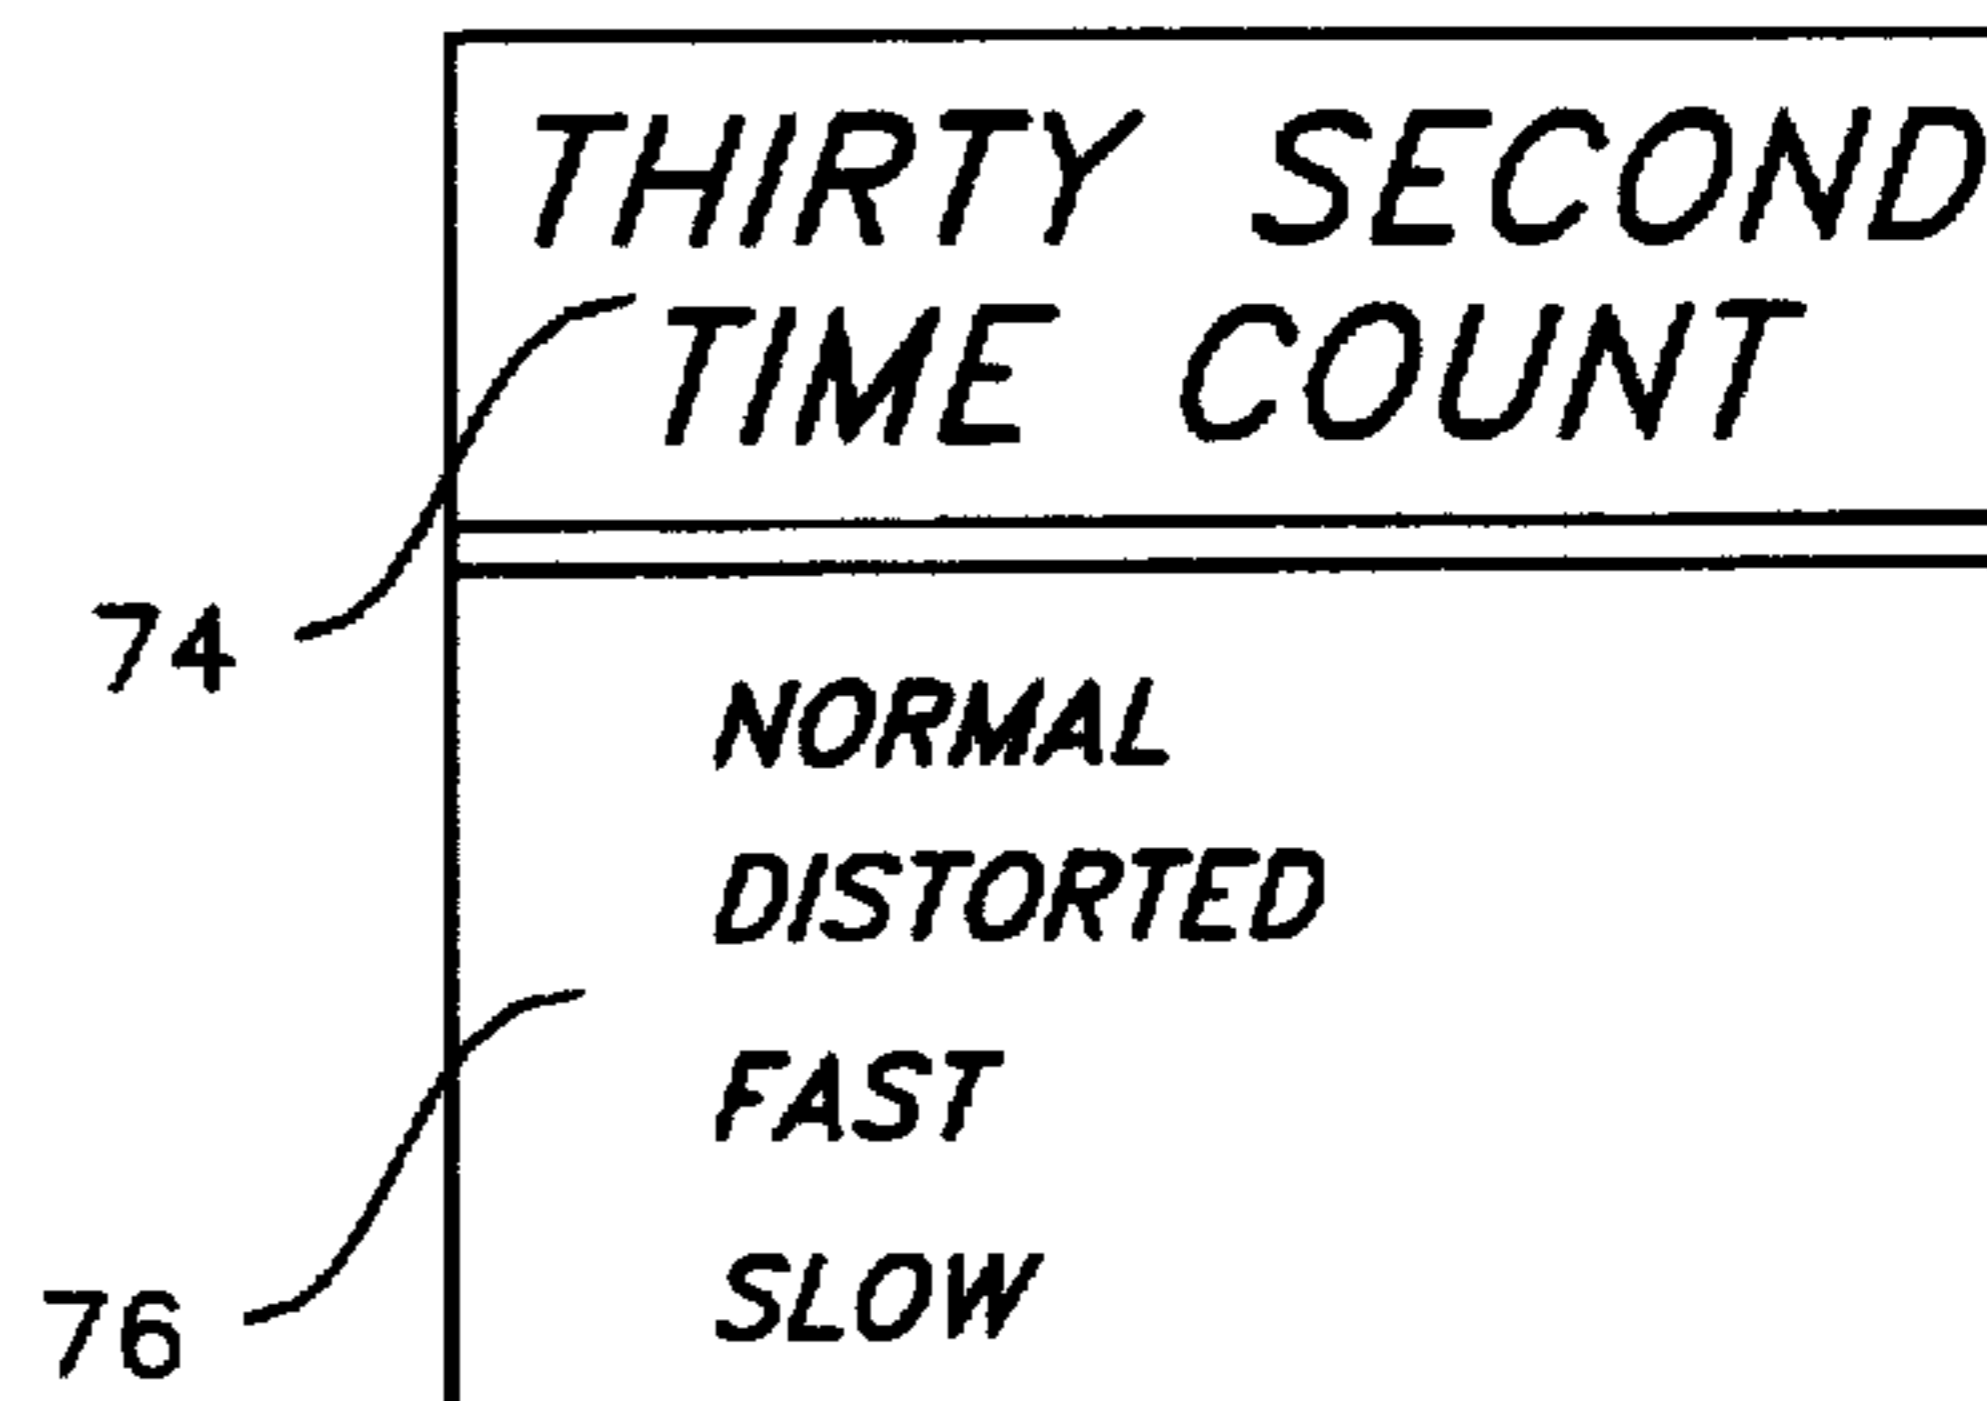 THIRTY SECOND
TIME COUNT
74
NORMAL
DISTORTED
76
FAST
SLOW